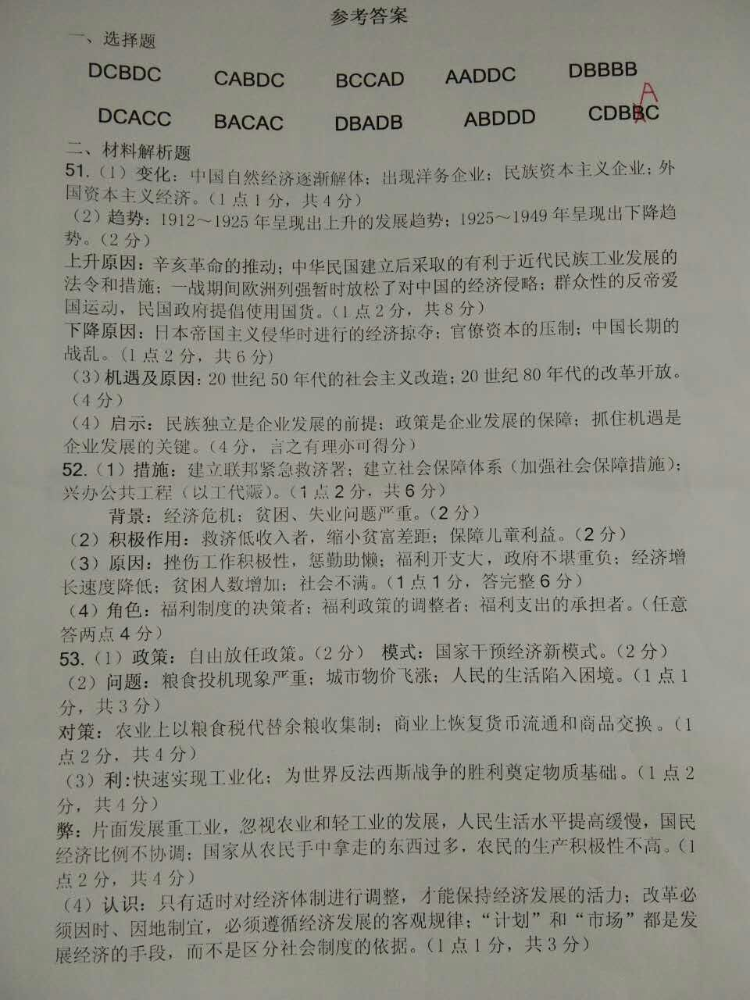 参考答案
一、选择题
DCBDC CABDC BCCAD AADDC DBBBB
A
DCACC BACAC DBADB ABDDD CDBBC
二、材料解析题
51.（1）变化：中国自然经济逐渐解体；出现洋务企业；民族资本主义企业；外
国资本主义经济。（1 点 1 分，共 4 分）
（2）趋势：1912～1925 年呈现出上升的发展趋势；1925～1949 年呈现出下降趋
势。（2 分）
上升原因：辛亥革命的推动；中华民国建立后采取的有利于近代民族工业发展的
法令和措施；一战期间欧洲列强暂时放松了对中国的经济侵略；群众性的反帝爱
国运动，民国政府提倡使用国货。（1 点 2 分，共 8 分）
下降原因：日本帝国主义侵华时进行的经济掠夺；官僚资本的压制；中国长期的
战乱。（1 点 2 分，共 6 分）
（3）机遇及原因：20 世纪 50 年代的社会主义改造；20 世纪 80 年代的改革开放。
（4 分）
（4）启示：民族独立是企业发展的前提；政策是企业发展的保障；抓住机遇是
企业发展的关键。（4 分，言之有理亦可得分）
52.（1）措施：建立联邦紧急救济署；建立社会保障体系（加强社会保障措施）；
兴办公共工程（以工代赈）。（1 点 2 分，共 6 分）
背景：经济危机；贫困、失业问题严重。（2 分）
（2）积极作用：救济低收入者，缩小贫富差距；保障儿童利益。（2 分）
（3）原因：挫伤工作积极性，惩勤助懒；福利开支大，政府不堪重负；经济增
长速度降低；贫困人数增加；社会不满。（1 点 1 分，答完整 6 分）
（4）角色：福利制度的决策者；福利政策的调整者；福利支出的承担者。（任意
答两点 4 分）
53.（1）政策：自由放任政策。（2 分） 模式：国家干预经济新模式。（2 分）
（2）问题：粮食投机现象严重；城市物价飞涨；人民的生活陷入困境。（1 点 1
分，共 3 分）
对策：农业上以粮食税代替余粮收集制；商业上恢复货币流通和商品交换。（1
点 2 分，共 4 分）
（3）利:快速实现工业化；为世界反法西斯战争的胜利奠定物质基础。（1 点 2
分，共 4 分）
弊：片面发展重工业，忽视农业和轻工业的发展，人民生活水平提高缓慢，国民
经济比例不协调；国家从农民手中拿走的东西过多，农民的生产积极性不高。（1
点 2 分，共 4 分）
（4）认识：只有适时对经济体制进行调整，才能保持经济发展的活力；改革必
须因时、因地制宜，必须遵循经济发展的客观规律；“计划”和“市场”都是发
展经济的手段，而不是区分社会制度的依据。（1 点 1 分，共 3 分）